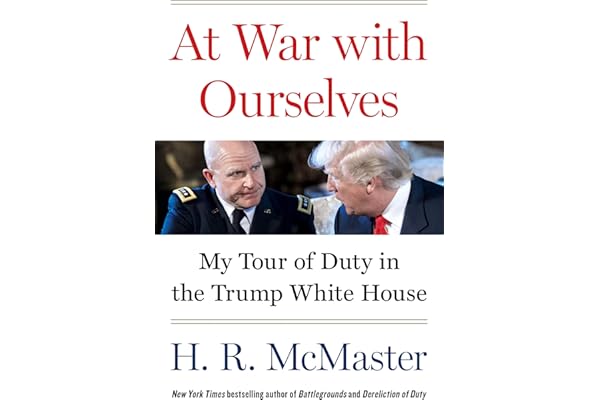 At War with
Ourselves
My Tour of Duty in
the Trump White House
H. R. McMaster
New York Times bestselling author of Battlegrounds and Dereliction of Duty